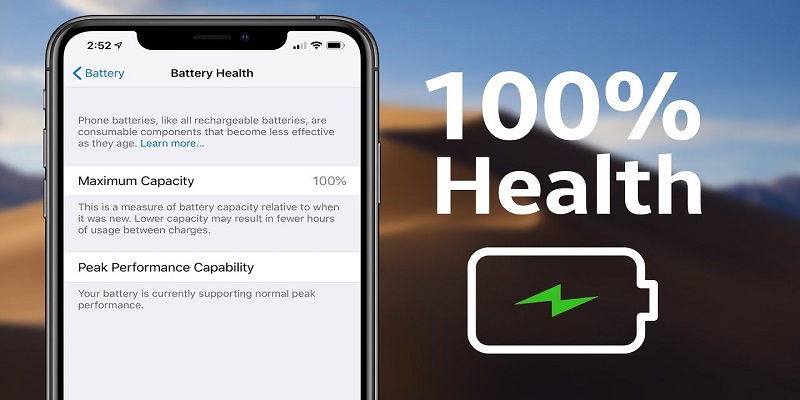 2:52
Battery
Battery Health
Phone batteries, like all rechargeable batteries, are
consumable components that become less effective
as they age. Learn more...
Maximum Capacity 100%
This is a measure of battery capacity relative to when
it was new. Lower capacity may result in fewer hours
of usage between charges.
Peak Performance Capability
Your battery is currently supporting normal peak
performance.
100%
Health